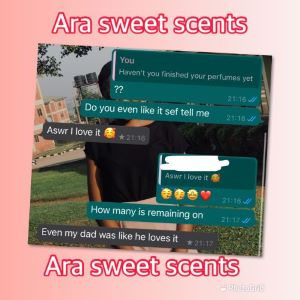 Ara sweet scents
You
Haven't you finished your perfumes yet
??
21:16
Do you even like it sef tell me
21:16
Aswr I love it 🥰 ★ 21:16
Aswr I love it 🥰
21:16
How many is remaining on
21:17
Even my dad was like he loves it ★ 21:17
Ara sweet scents